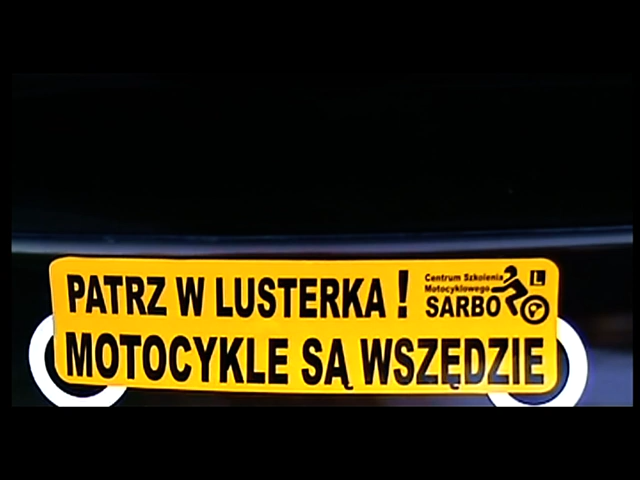 PATRZ W LUSTERKA !
Centrum Szkolenia
Motocyklowego
SARBO
L
MOTOCYKLE SĄ WSZĘDZIE